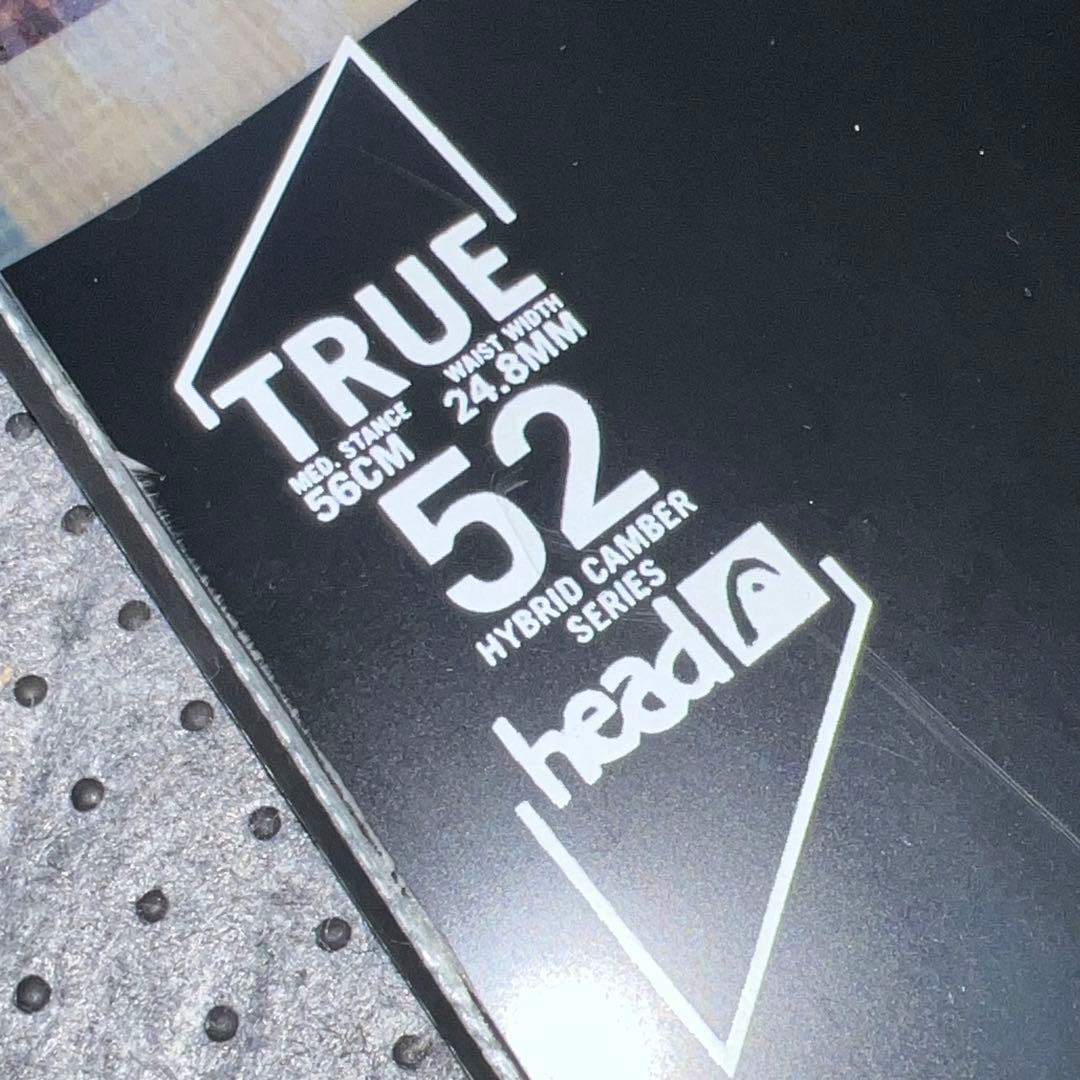 TRUE
MED. STANCE
56CM
WAIST WIDTH
24.8MM
52
HYBRID CAMBER
SERIES
head